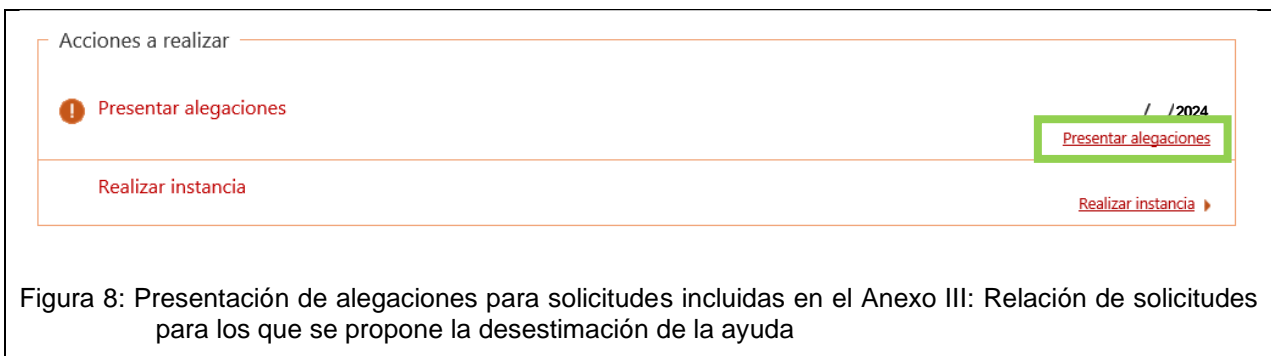 Acciones a realizar
! Presentar alegaciones
/ /2024
Presentar alegaciones
Realizar instancia
Realizar instancia
Figura 8: Presentación de alegaciones para solicitudes incluidas en el Anexo III: Relación de solicitudes
para los que se propone la desestimación de la ayuda